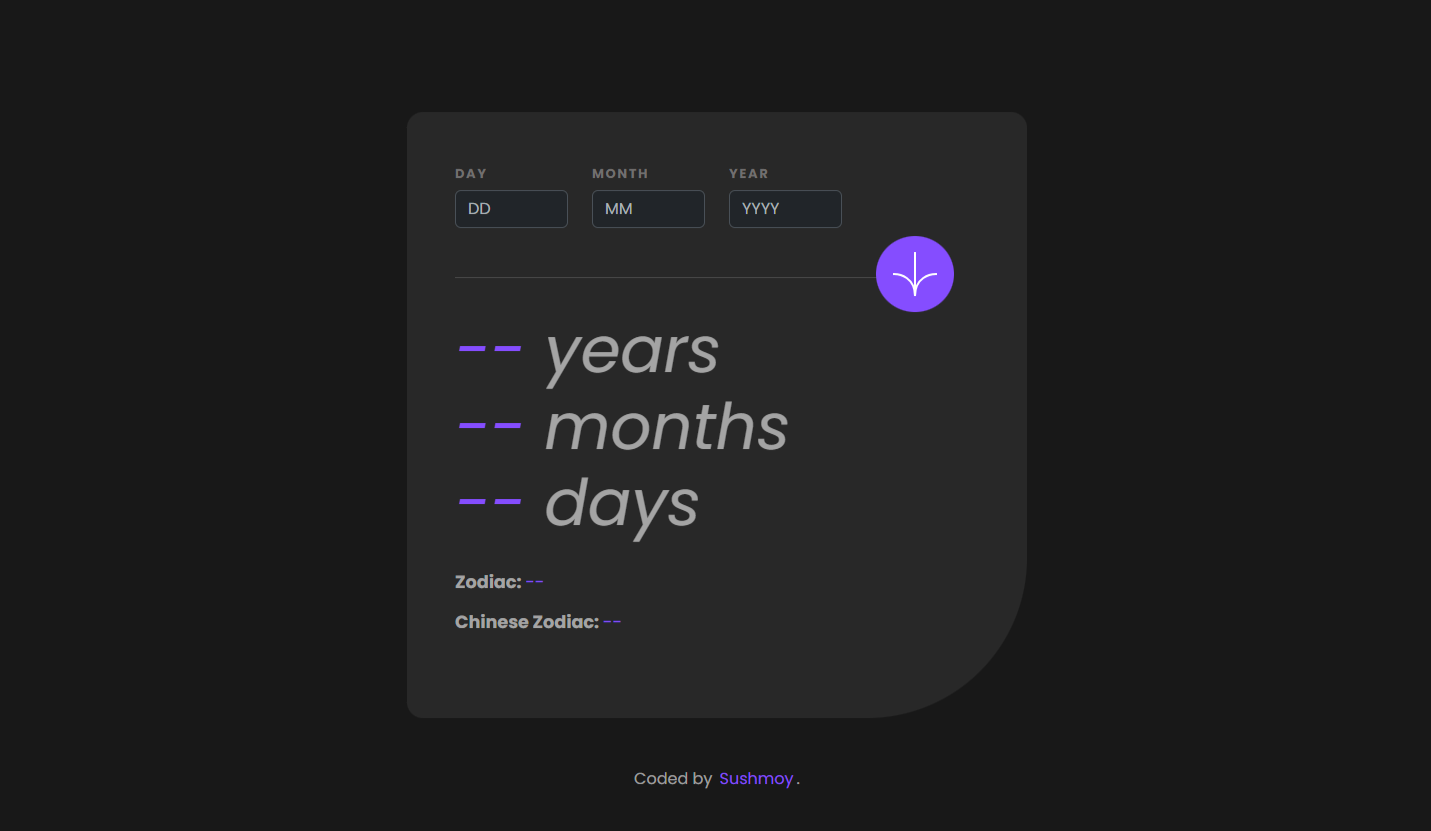 DAY MONTH YEAR
DD MM YYYY
-- years
-- months
-- days
Zodiac: --
Chinese Zodiac: --
Coded by Sushmoy.